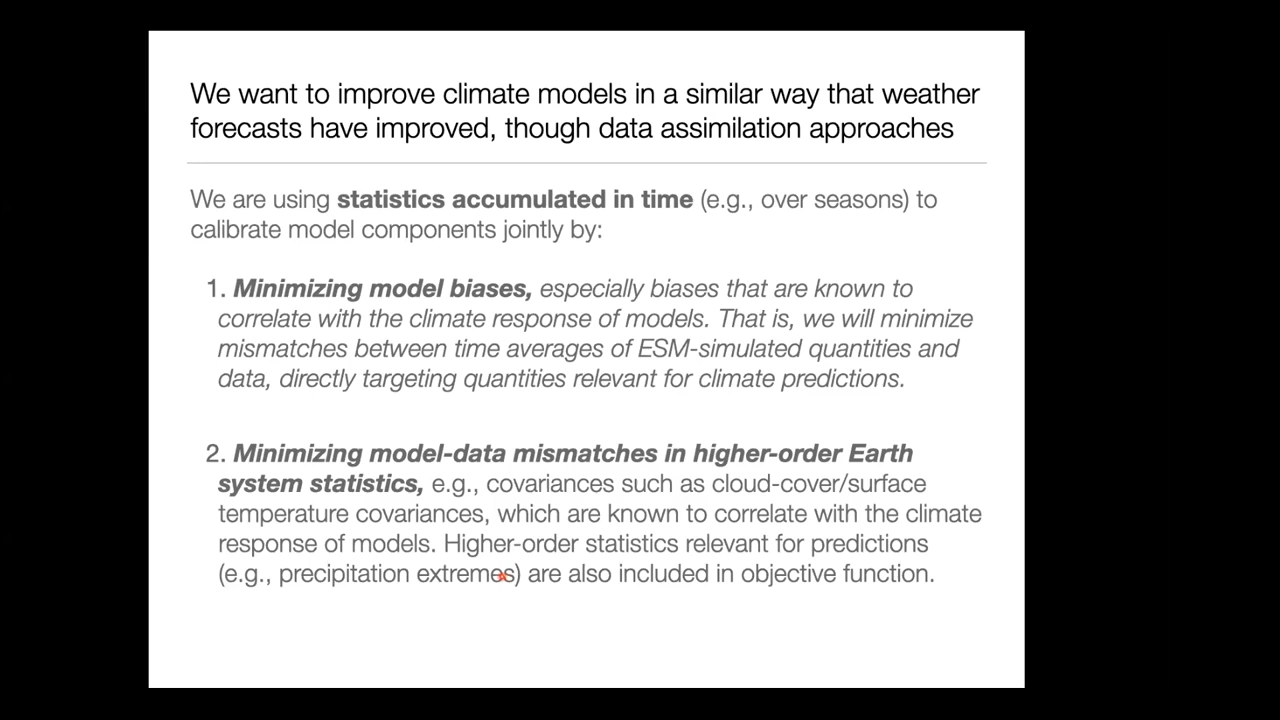 We want to improve climate models in a similar way that weather
forecasts have improved, though data assimilation approaches
We are using statistics accumulated in time (e.g., over seasons) to
calibrate model components jointly by:
1. Minimizing model biases, especially biases that are known to
correlate with the climate response of models. That is, we will minimize
mismatches between time averages of ESM-simulated quantities and
data, directly targeting quantities relevant for climate predictions.
2. Minimizing model-data mismatches in higher-order Earth
system statistics, e.g., covariances such as cloud-cover/surface
temperature covariances, which are known to correlate with the climate
response of models. Higher-order statistics relevant for predictions
(e.g., precipitation extremes) are also included in objective function.